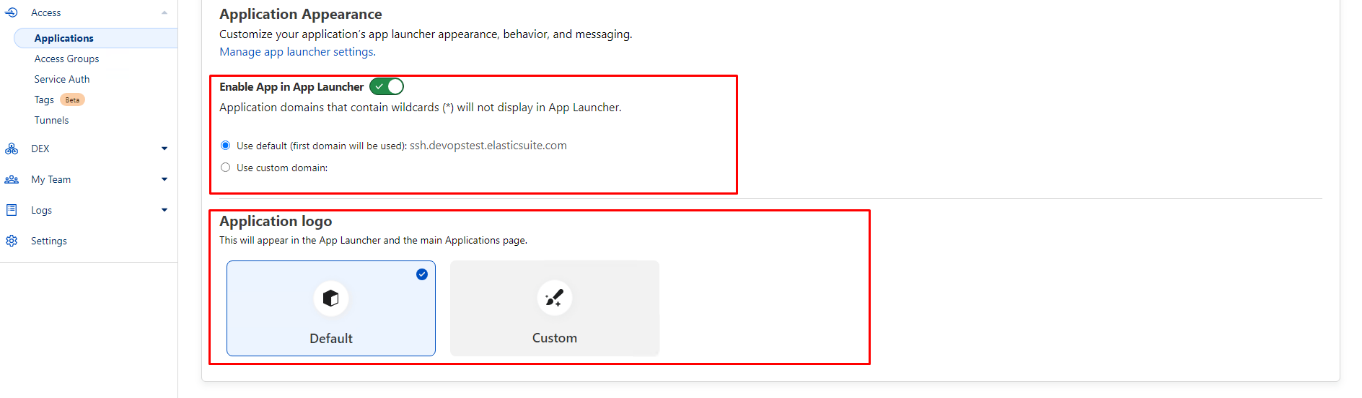 Access
Applications
Access Groups
Service Auth
Tags Beta
Tunnels
DEX
My Team
Logs
Settings
Application Appearance
Customize your application's app launcher appearance, behavior, and messaging.
Manage app launcher settings.
Enable App in App Launcher
Application domains that contain wildcards (*) will not display in App Launcher.
Use default (first domain will be used): ssh.devopstest.elasticsuite.com
Use custom domain:
Application logo
This will appear in the App Launcher and the main Applications page.
Default
Custom